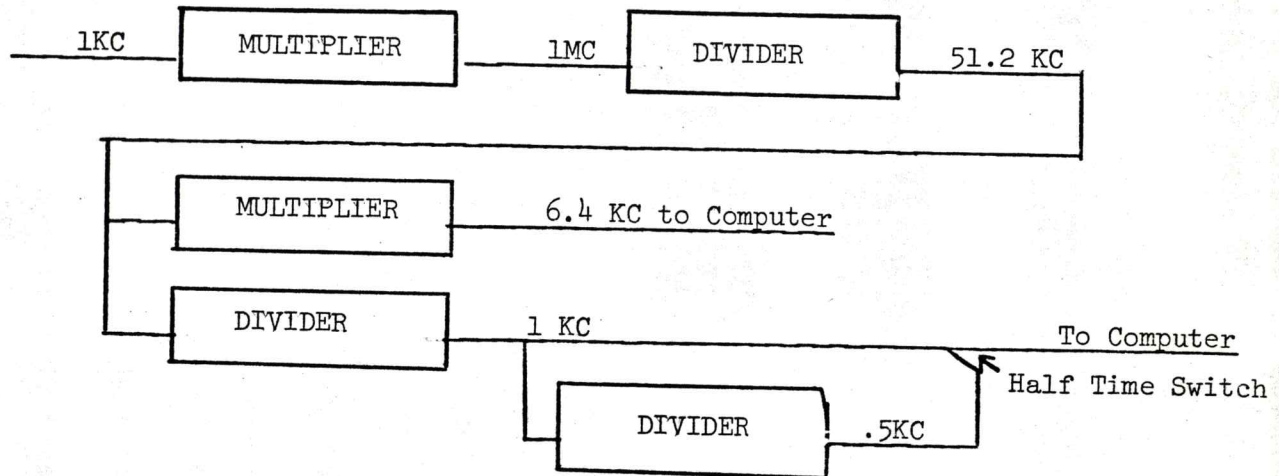 1KC MULTIPLIER 1MC DIVIDER 51.2 KC
MULTIPLIER 6.4 KC to Computer
DIVIDER 1 KC To Computer
Half Time Switch
DIVIDER .5KC